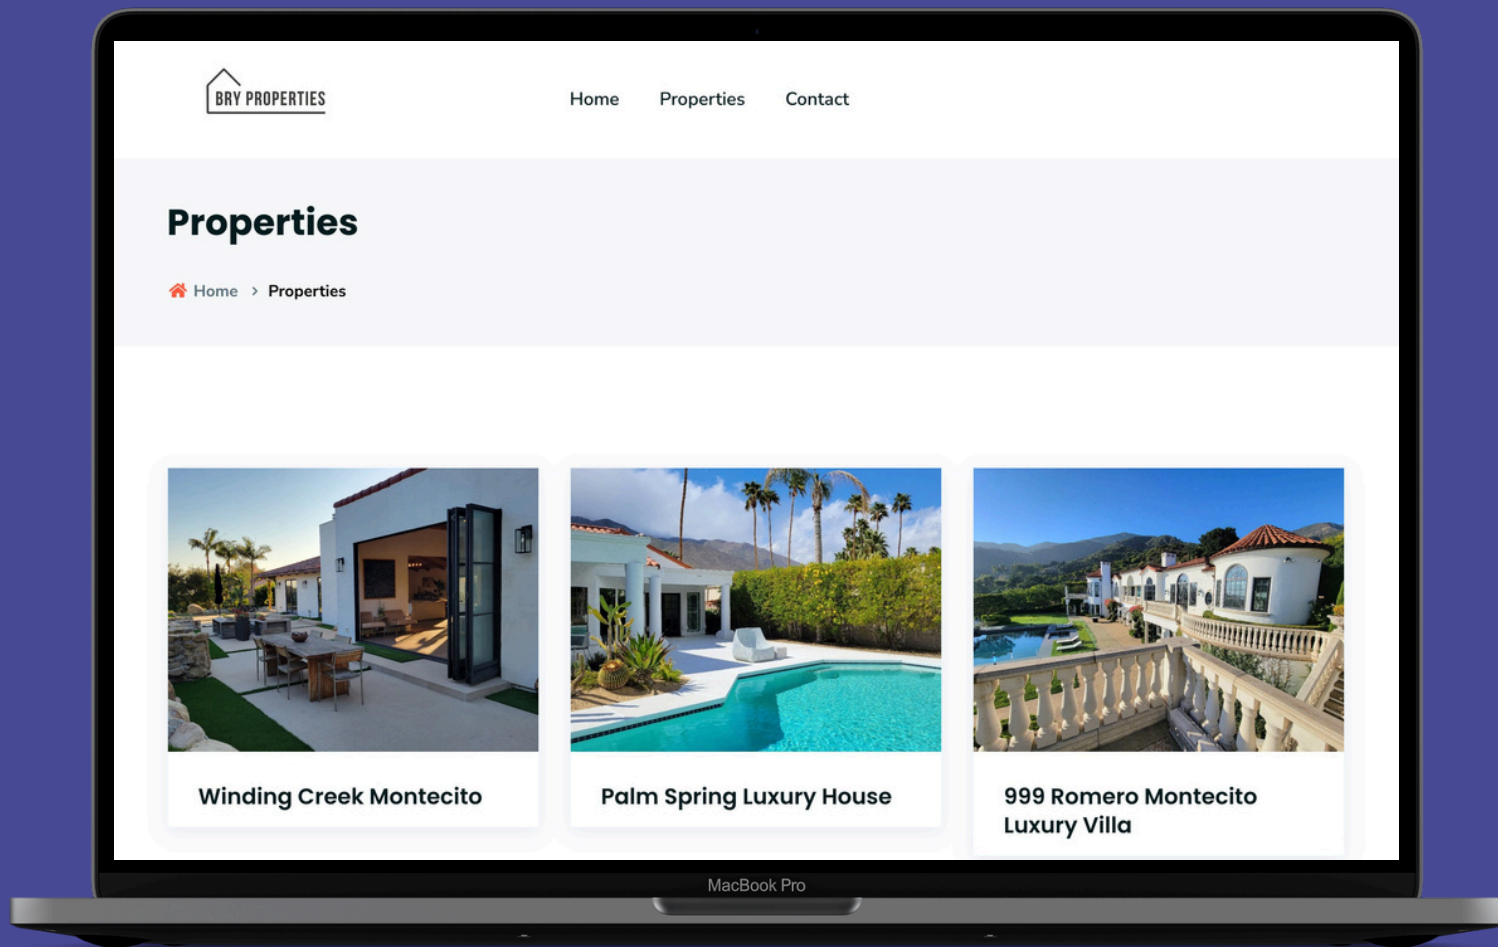 BRY PROPERTIES
Home Properties Contact
Properties
Home > Properties
Winding Creek Montecito
Palm Spring Luxury House
999 Romero Montecito
Luxury Villa
MacBook Pro